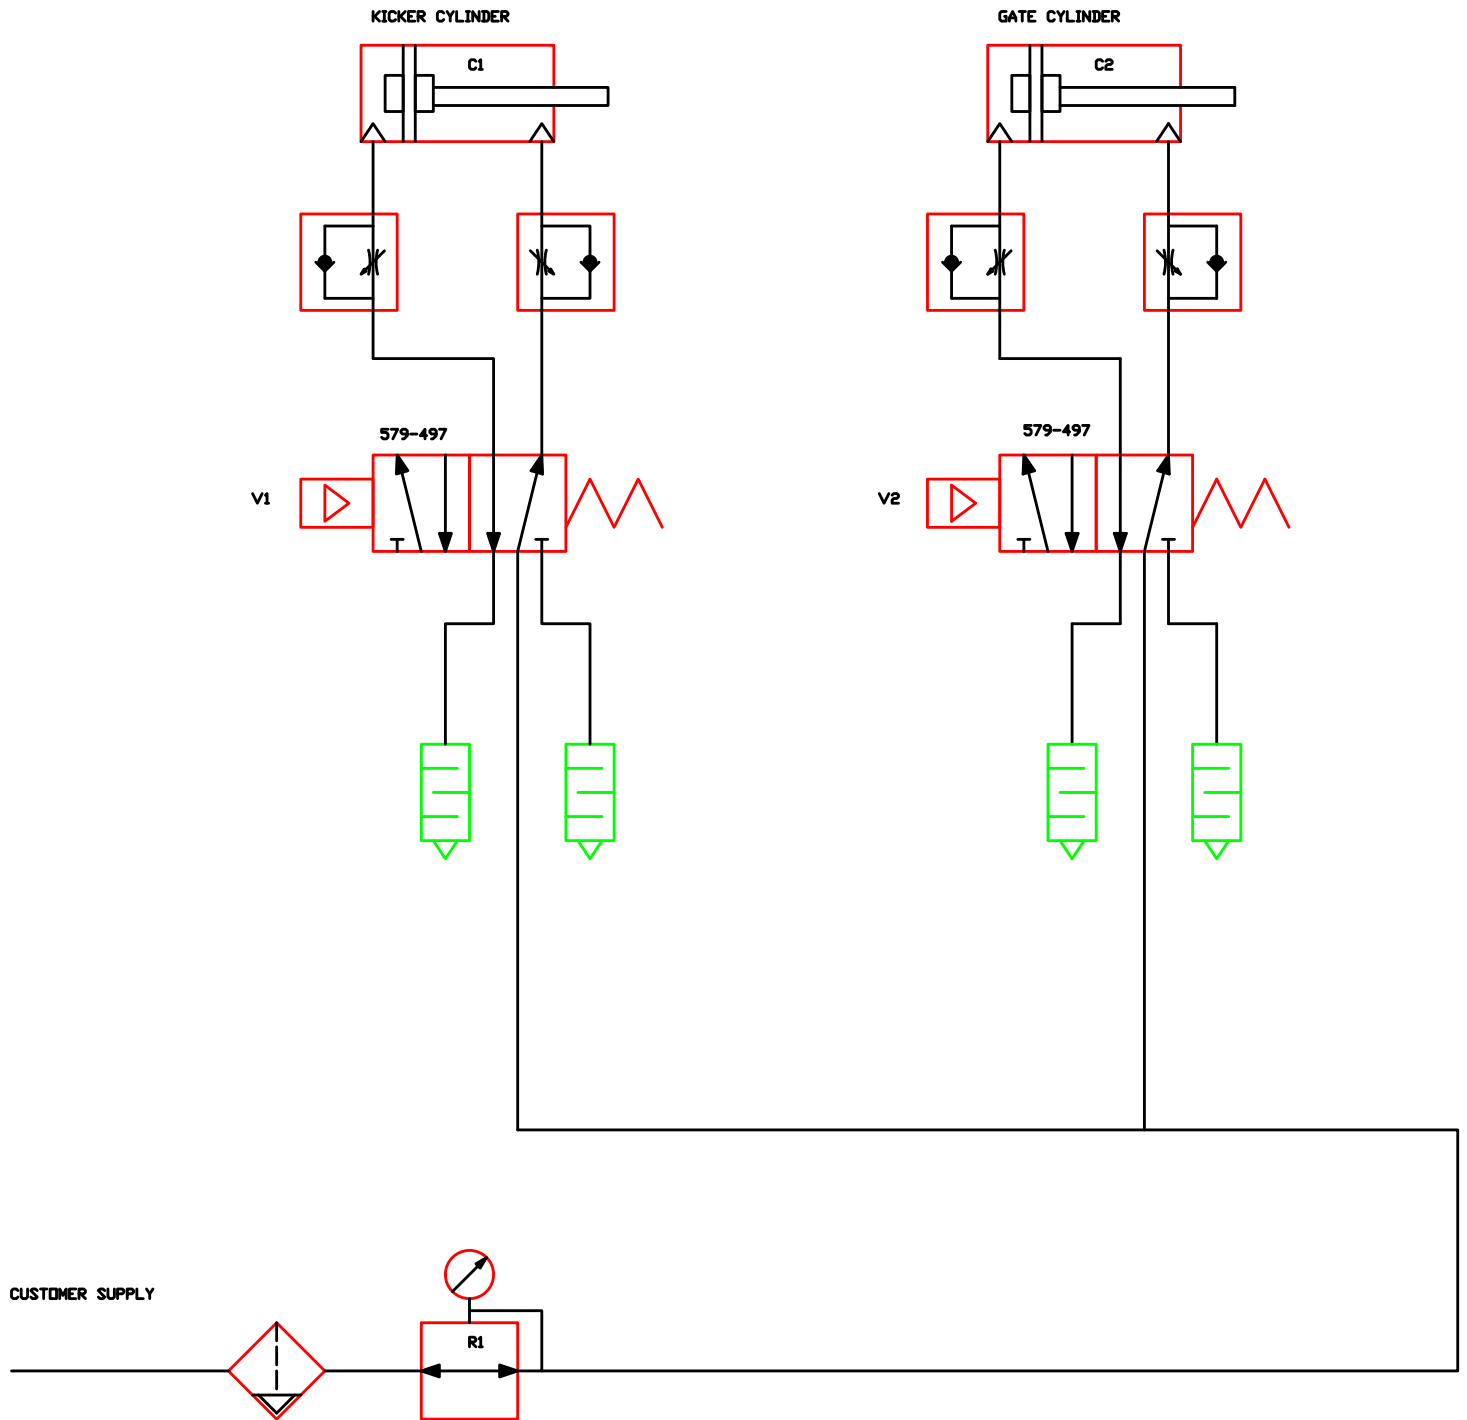 KICKER CYLINDER
GATE CYLINDER
C1
C2
579-497
579-497
V1
V2
CUSTOMER SUPPLY
R1